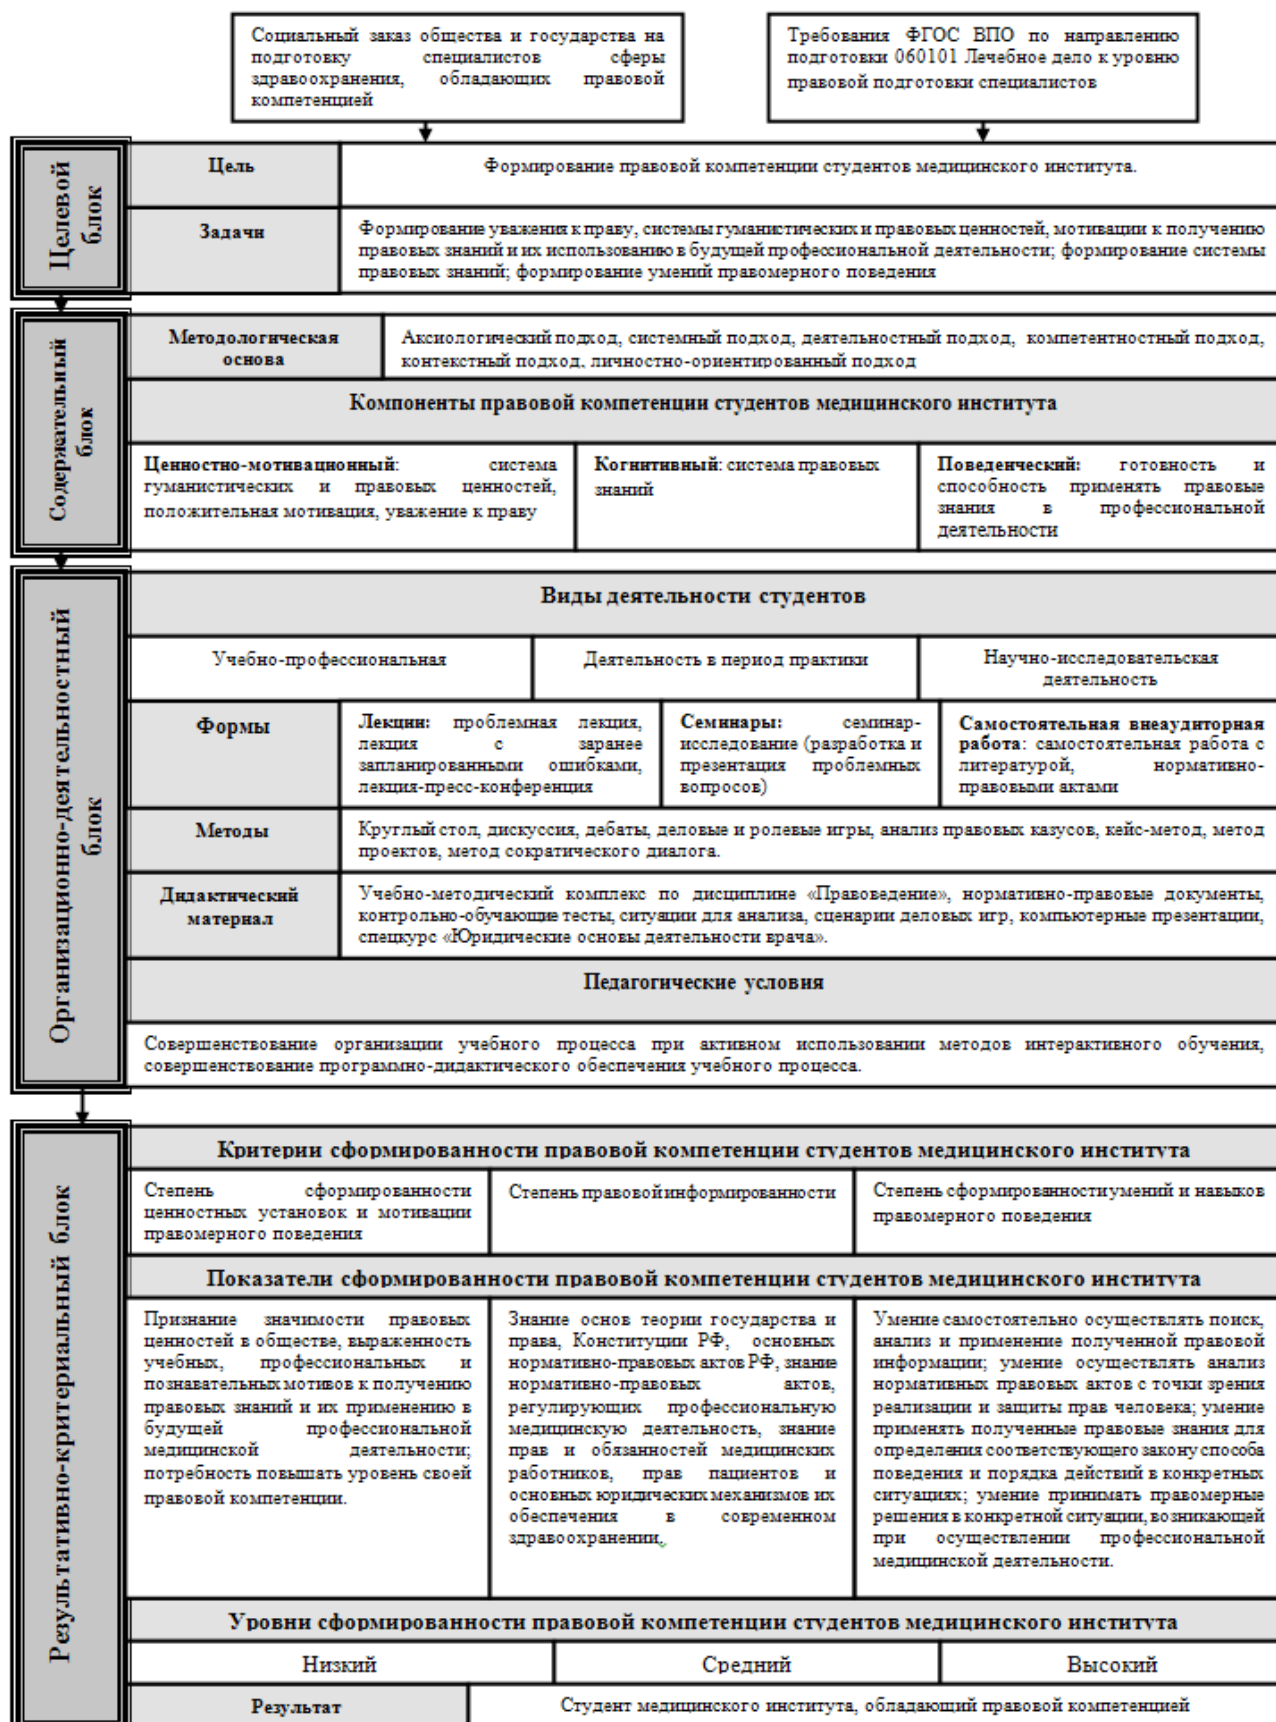 Социальный заказ общества и государства на
подготовку специалистов сферы
здравоохранения, обладающих правовой
компетенцией
Требования ФГОС ВПО по направлению
подготовки 060101 Лечебное дело к уровню
правовой подготовки специалистов
Целевой
блок
Цель
Формирование правовой компетенции студентов медицинского института.
Задачи
Формирование уважения к праву, системы гуманистических и правовых ценностей, мотивации к получению
правовых знаний и их использованию в будущей профессиональной деятельности; формирование системы
правовых знаний; формирование умений правомерного поведения
Содержательный
блок
Методологическая
основа
Аксиологический подход, системный подход, деятельностный подход, компетентностный подход,
контекстный подход, личностно-ориентированный подход
Компоненты правовой компетенции студентов медицинского института
Ценностно-мотивационный: система
гуманистических и правовых ценностей,
положительная мотивация, уважение к праву
Когнитивный: система правовых
знаний
Поведенческий: готовность и
способность применять правовые
знания в профессиональной
деятельности
Организационно-деятельностный
блок
Виды деятельности студентов
Учебно-профессиональная
Деятельность в период практики
Научно-исследовательская
деятельность
Формы
Лекции: проблемная лекция,
лекция с заранее
запланированными ошибками,
лекция-пресс-конференция
Семинары: семинар-
исследование (разработка и
презентация проблемных
вопросов)
Самостоятельная внеаудиторная
работа: самостоятельная работа с
литературой, нормативно-
правовыми актами
Методы
Круглый стол, дискуссия, дебаты, деловые и ролевые игры, анализ правовых казусов, кейс-метод, метод
проектов, метод сократического диалога.
Дидактический
материал
Учебно-методический комплекс по дисциплине «Правоведение», нормативно-правовые документы,
контрольно-обучающие тесты, ситуации для анализа, сценарии деловых игр, компьютерные презентации,
спецкурс «Юридические основы деятельности врача».
Педагогические условия
Совершенствование организации учебного процесса при активном использовании методов интерактивного обучения,
совершенствование программно-дидактического обеспечения учебного процесса.
Результативно-критериальный блок
Критерии сформированности правовой компетенции студентов медицинского института
Степень сформированности
ценностных установок и мотивации
правомерного поведения
Степень правовой информированности
Степень сформированности умений и навыков
правомерного поведения
Показатели сформированности правовой компетенции студентов медицинского института
Признание значимости правовых
ценностей в обществе, выраженность
учебных, профессиональных и
познавательных мотивов к получению
правовых знаний и их применению в
будущей профессиональной
медицинской деятельности;
потребность повышать уровень своей
правовой компетенции.
Знание основ теории государства и
права, Конституции РФ, основных
нормативно-правовых актов РФ, знание
нормативно-правовых актов,
регулирующих профессиональную
медицинскую деятельность, знание
прав и обязанностей медицинских
работников, прав пациентов и
основных юридических механизмов их
обеспечения в современном
здравоохранении,.
Умение самостоятельно осуществлять поиск,
анализ и применение полученной правовой
информации; умение осуществлять анализ
нормативных правовых актов с точки зрения
реализации и защиты прав человека; умение
применять полученные правовые знания для
определения соответствующего закону способа
поведения и порядка действий в конкретных
ситуациях; умение принимать правомерные
решения в конкретной ситуации, возникающей
при осуществлении профессиональной
медицинской деятельности.
Уровни сформированности правовой компетенции студентов медицинского института
Низкий
Средний
Высокий
Результат
Студент медицинского института, обладающий правовой компетенцией